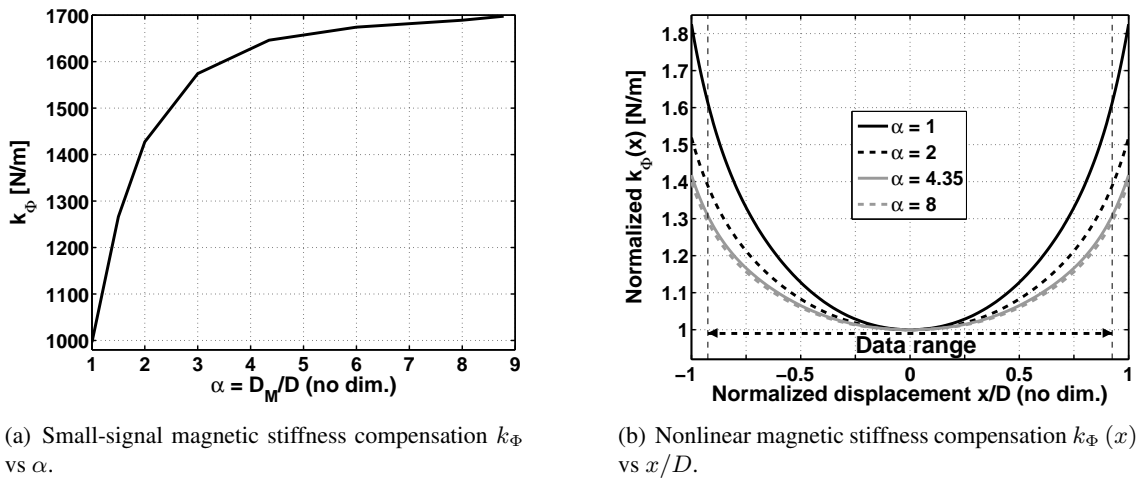 1700
1600
1500
1400
1300
1200
1100
1000
k_Φ [N/m]
1 2 3 4 5 6 7 8 9
α = D_M/D (no dim.)
(a) Small-signal magnetic stiffness compensation k_Φ
vs α.
1.8
1.7
1.6
1.5
1.4
1.3
1.2
1.1
1
Normalized k_Φ(x) [N/m]
α = 1
α = 2
α = 4.35
α = 8
Data range
−1 −0.5 0 0.5 1
Normalized displacement x/D (no dim.)
(b) Nonlinear magnetic stiffness compensation k_Φ (x)
vs x/D.